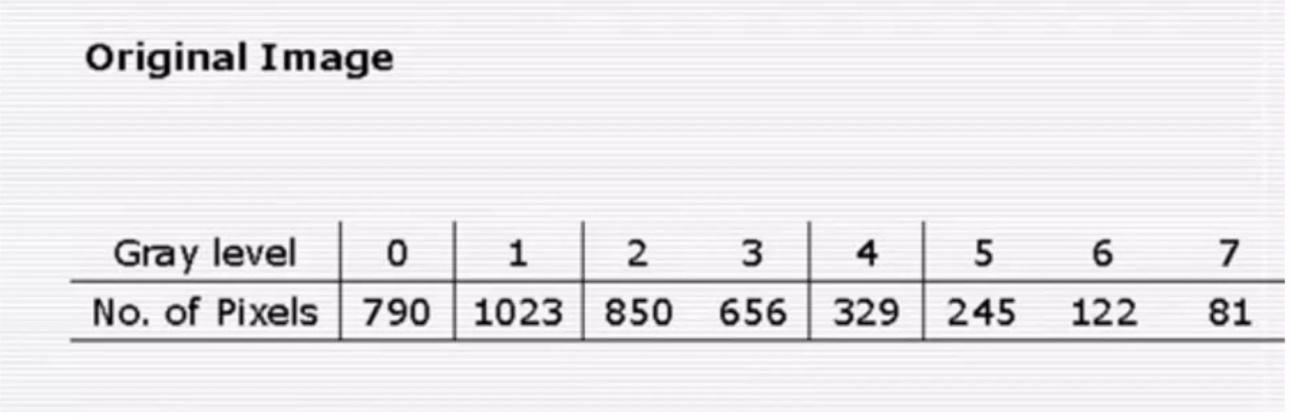 Original Image
Gray level 0 1 2 3 4 5 6 7
No. of Pixels 790 1023 850 656 329 245 122 81